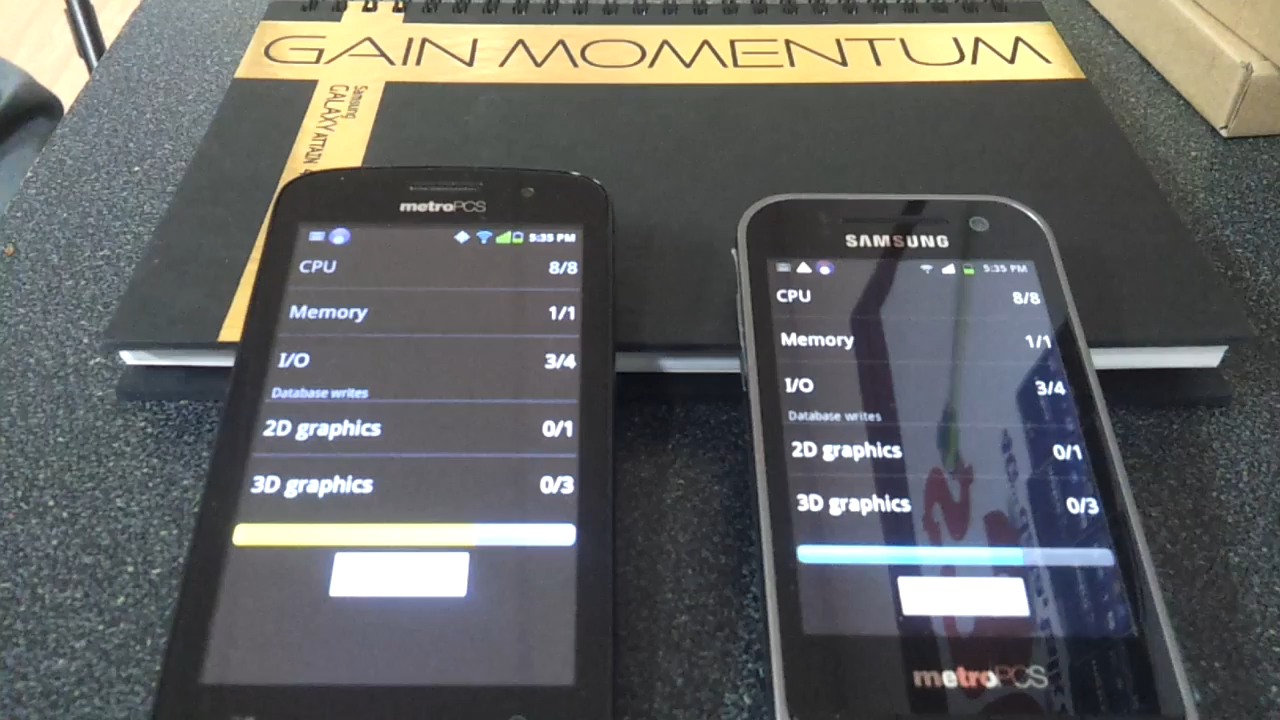 GAIN MOMENTUM
Samsung
GALAXY ATTAIN 4
metroPCS
5:35 PM
CPU 8/8
Memory 1/1
I/O 3/4
Database writes
2D graphics 0/1
3D graphics 0/3
SAMSUNG
5:35 PM
CPU 8/8
Memory 1/1
I/O 3/4
Database writes
2D graphics 0/1
3D graphics 0/3
metroPCS